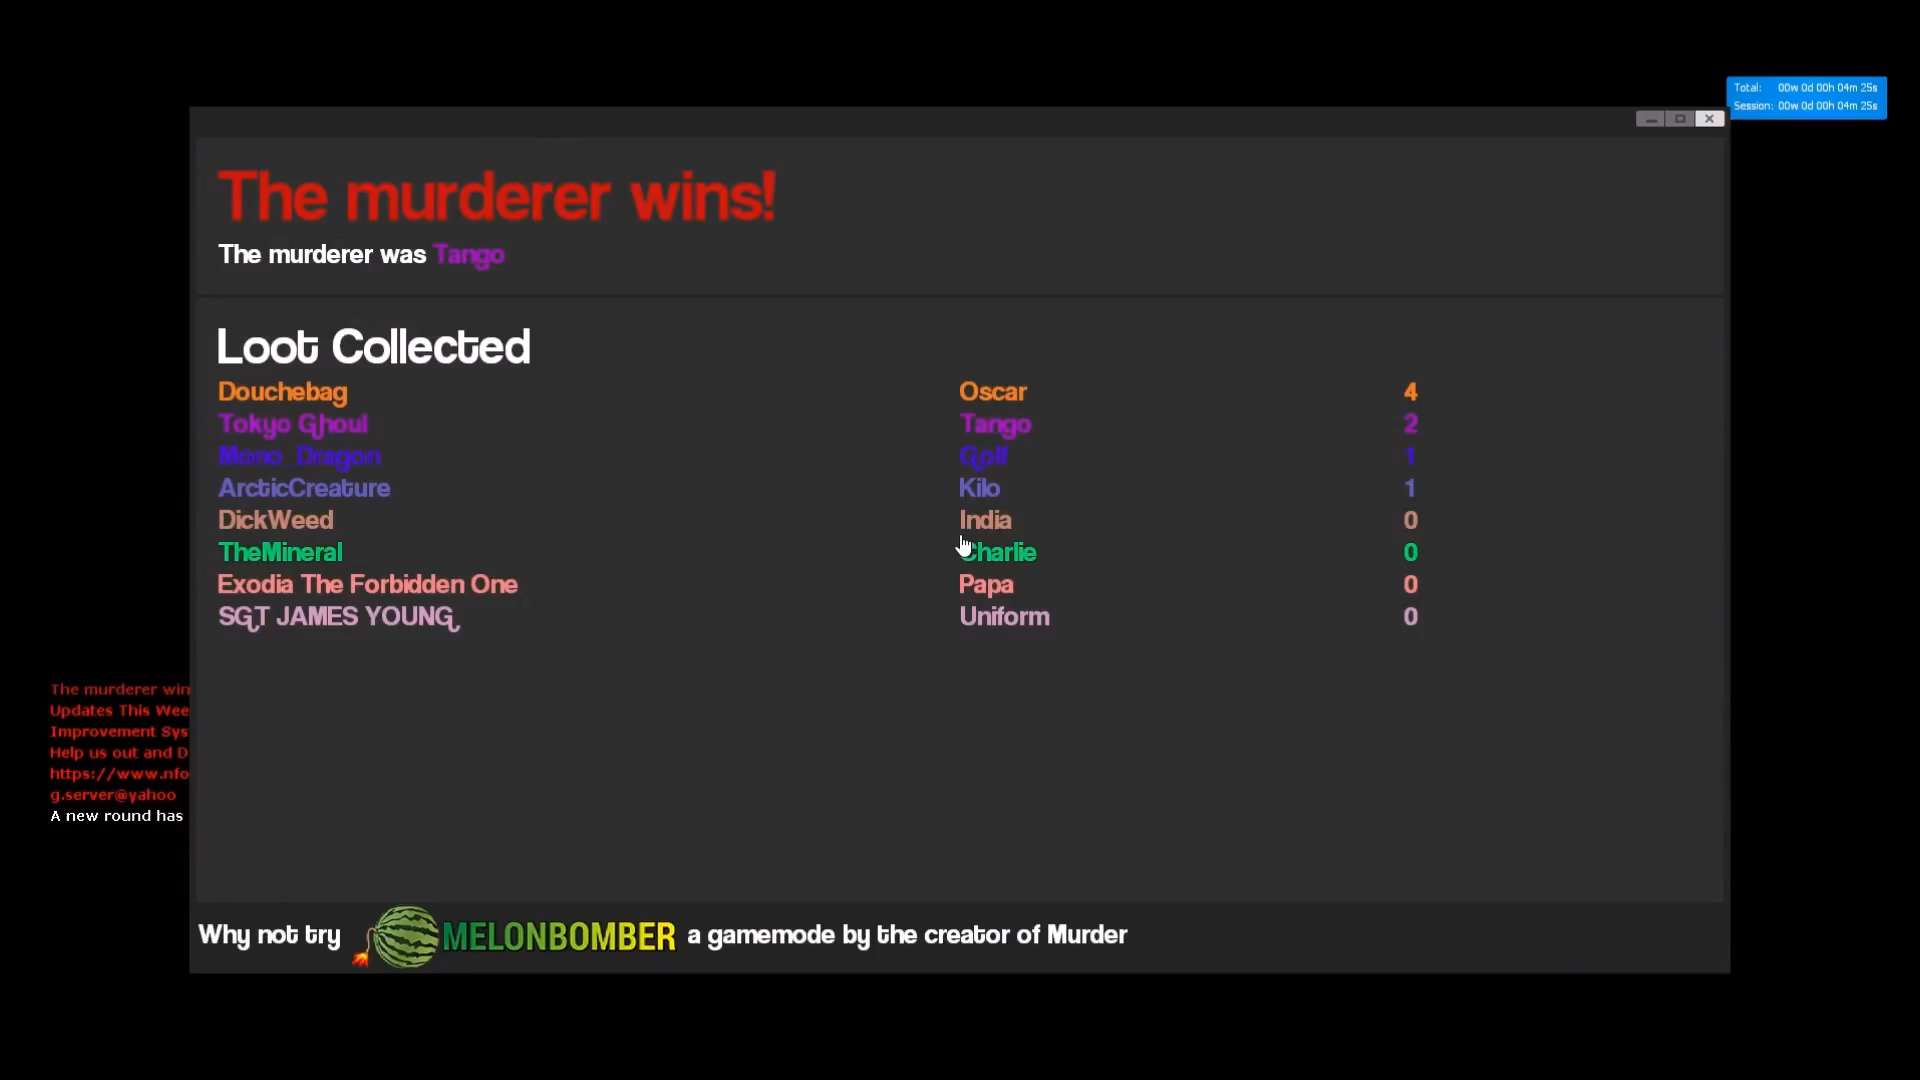 Total: 00w 0d 00h 04m 25s
Session: 00w 0d 00h 04m 25s
The murderer wins!
The murderer was Tango
Loot Collected
Douchebag Oscar 4
Tokyo Ghoul Tango 2
Mono_Dragon Golf 1
ArcticCreature Kilo 1
DickWeed India 0
TheMineral Charlie 0
Exodia The Forbidden One Papa 0
SGT JAMES YOUNG Uniform 0
The murderer win
Updates This Wee
Improvement Sys
Help us out and D
https://www.nfo
g.server@yahoo
A new round has
Why not try MELONBOMBER a gamemode by the creator of Murder